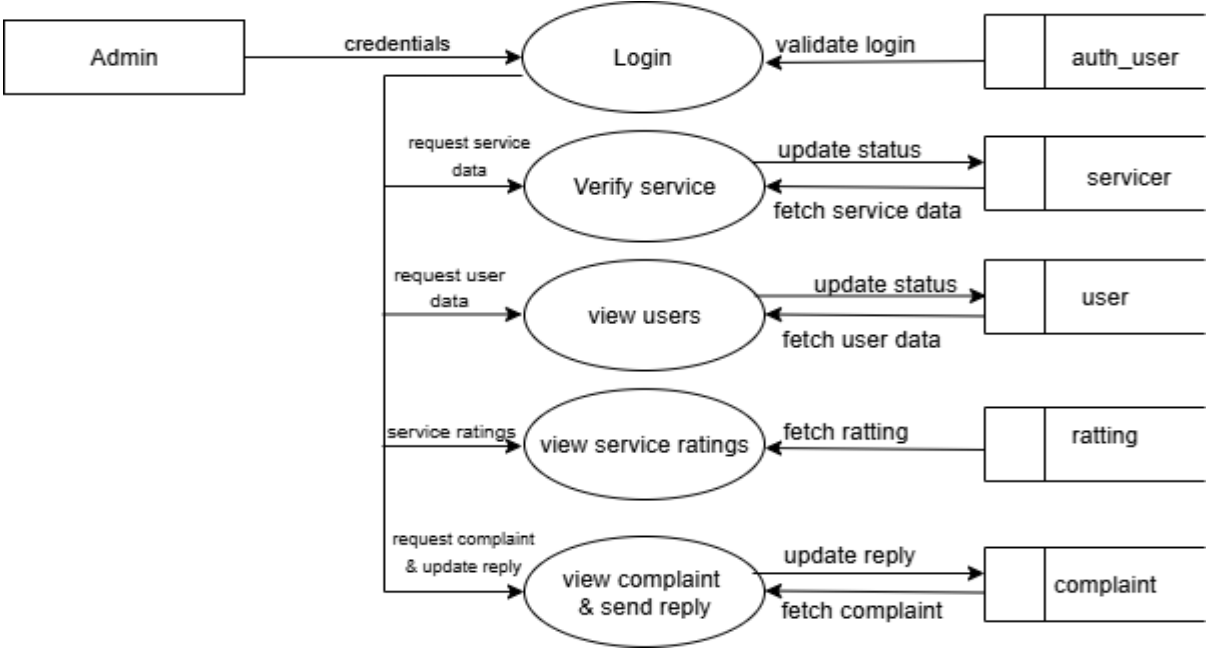 Admin
credentials
Login
validate login
auth_user
request service
data
Verify service
update status
fetch service data
servicer
request user
data
view users
update status
fetch user data
user
service ratings
view service ratings
fetch ratting
ratting
request complaint
& update reply
view complaint
& send reply
update reply
fetch complaint
complaint